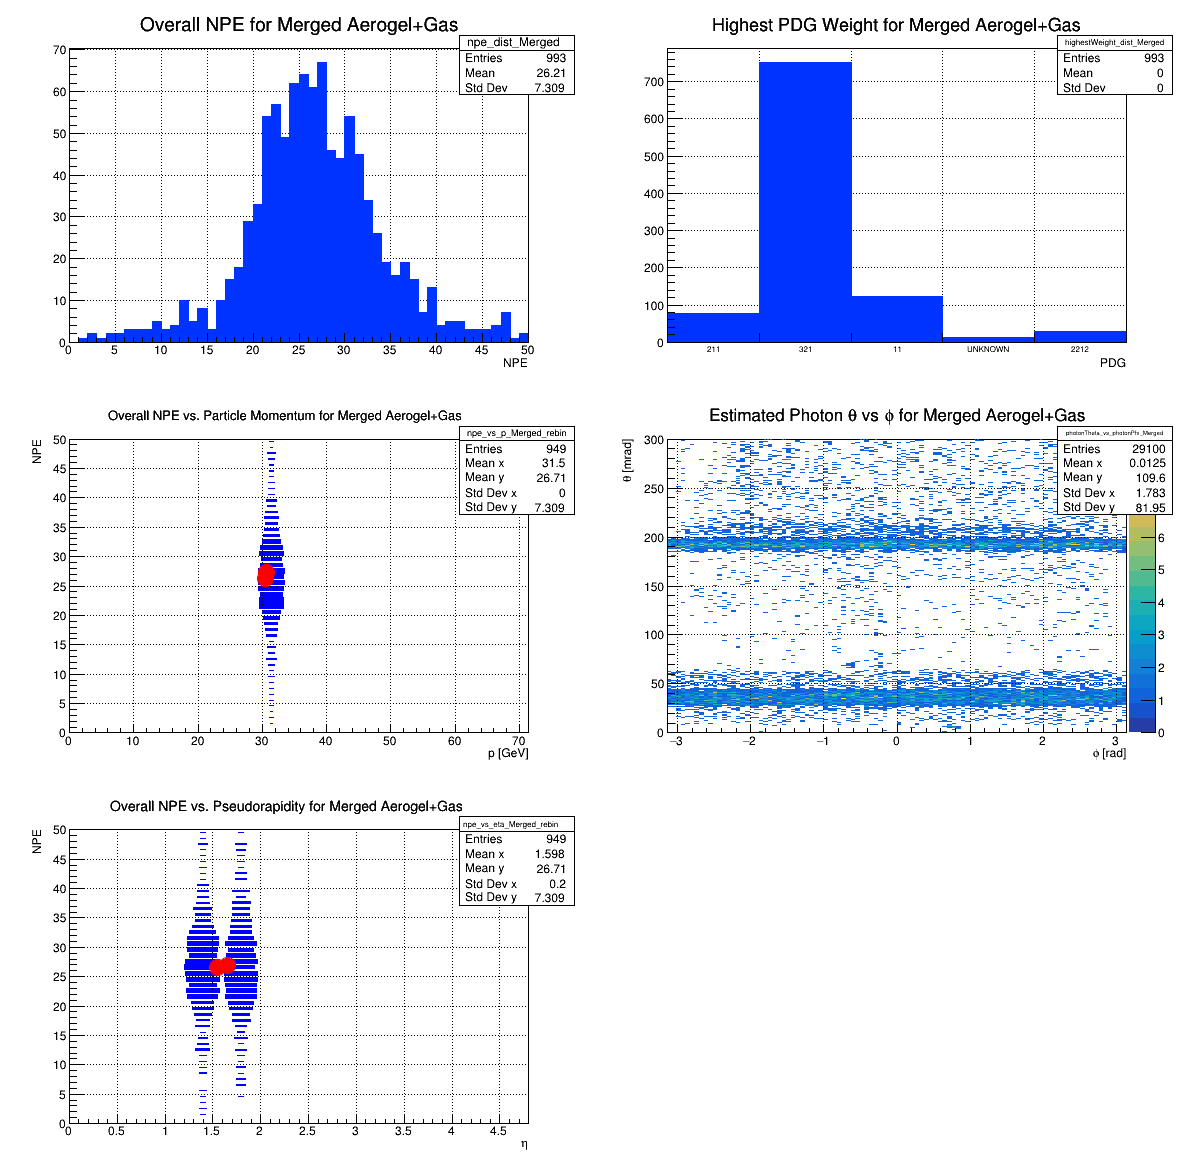 Overall NPE for Merged Aerogel+Gas
npe_dist_Merged
Entries 993
Mean 26.21
Std Dev 7.309
70
60
50
40
30
20
10
0
0 5 10 15 20 25 30 35 40 45 50
NPE
Highest PDG Weight for Merged Aerogel+Gas
highestWeight_dist_Merged
Entries 993
Mean 0
Std Dev 0
700
600
500
400
300
200
100
0
211 321 11 UNKNOWN 2212
PDG
Overall NPE vs. Particle Momentum for Merged Aerogel+Gas
npe_vs_p_Merged_rebin
Entries 949
Mean x 31.5
Mean y 26.71
Std Dev x 0
Std Dev y 7.309
NPE
50
45
40
35
30
25
20
15
10
5
0
0 10 20 30 40 50 60 70
p [GeV]
Estimated Photon θ vs ϕ for Merged Aerogel+Gas
photonTheta_vs_photonPhi_Merged
Entries 29100
Mean x 0.0125
Mean y 109.6
Std Dev x 1.783
Std Dev y 81.95
θ [mrad]
300
250
200
150
100
50
0
−3 −2 −1 0 1 2 3
ϕ [rad]
6
5
4
3
2
1
0
Overall NPE vs. Pseudorapidity for Merged Aerogel+Gas
npe_vs_eta_Merged_rebin
Entries 949
Mean x 1.598
Mean y 26.71
Std Dev x 0.2
Std Dev y 7.309
NPE
50
45
40
35
30
25
20
15
10
5
0
0 0.5 1 1.5 2 2.5 3 3.5 4 4.5
η